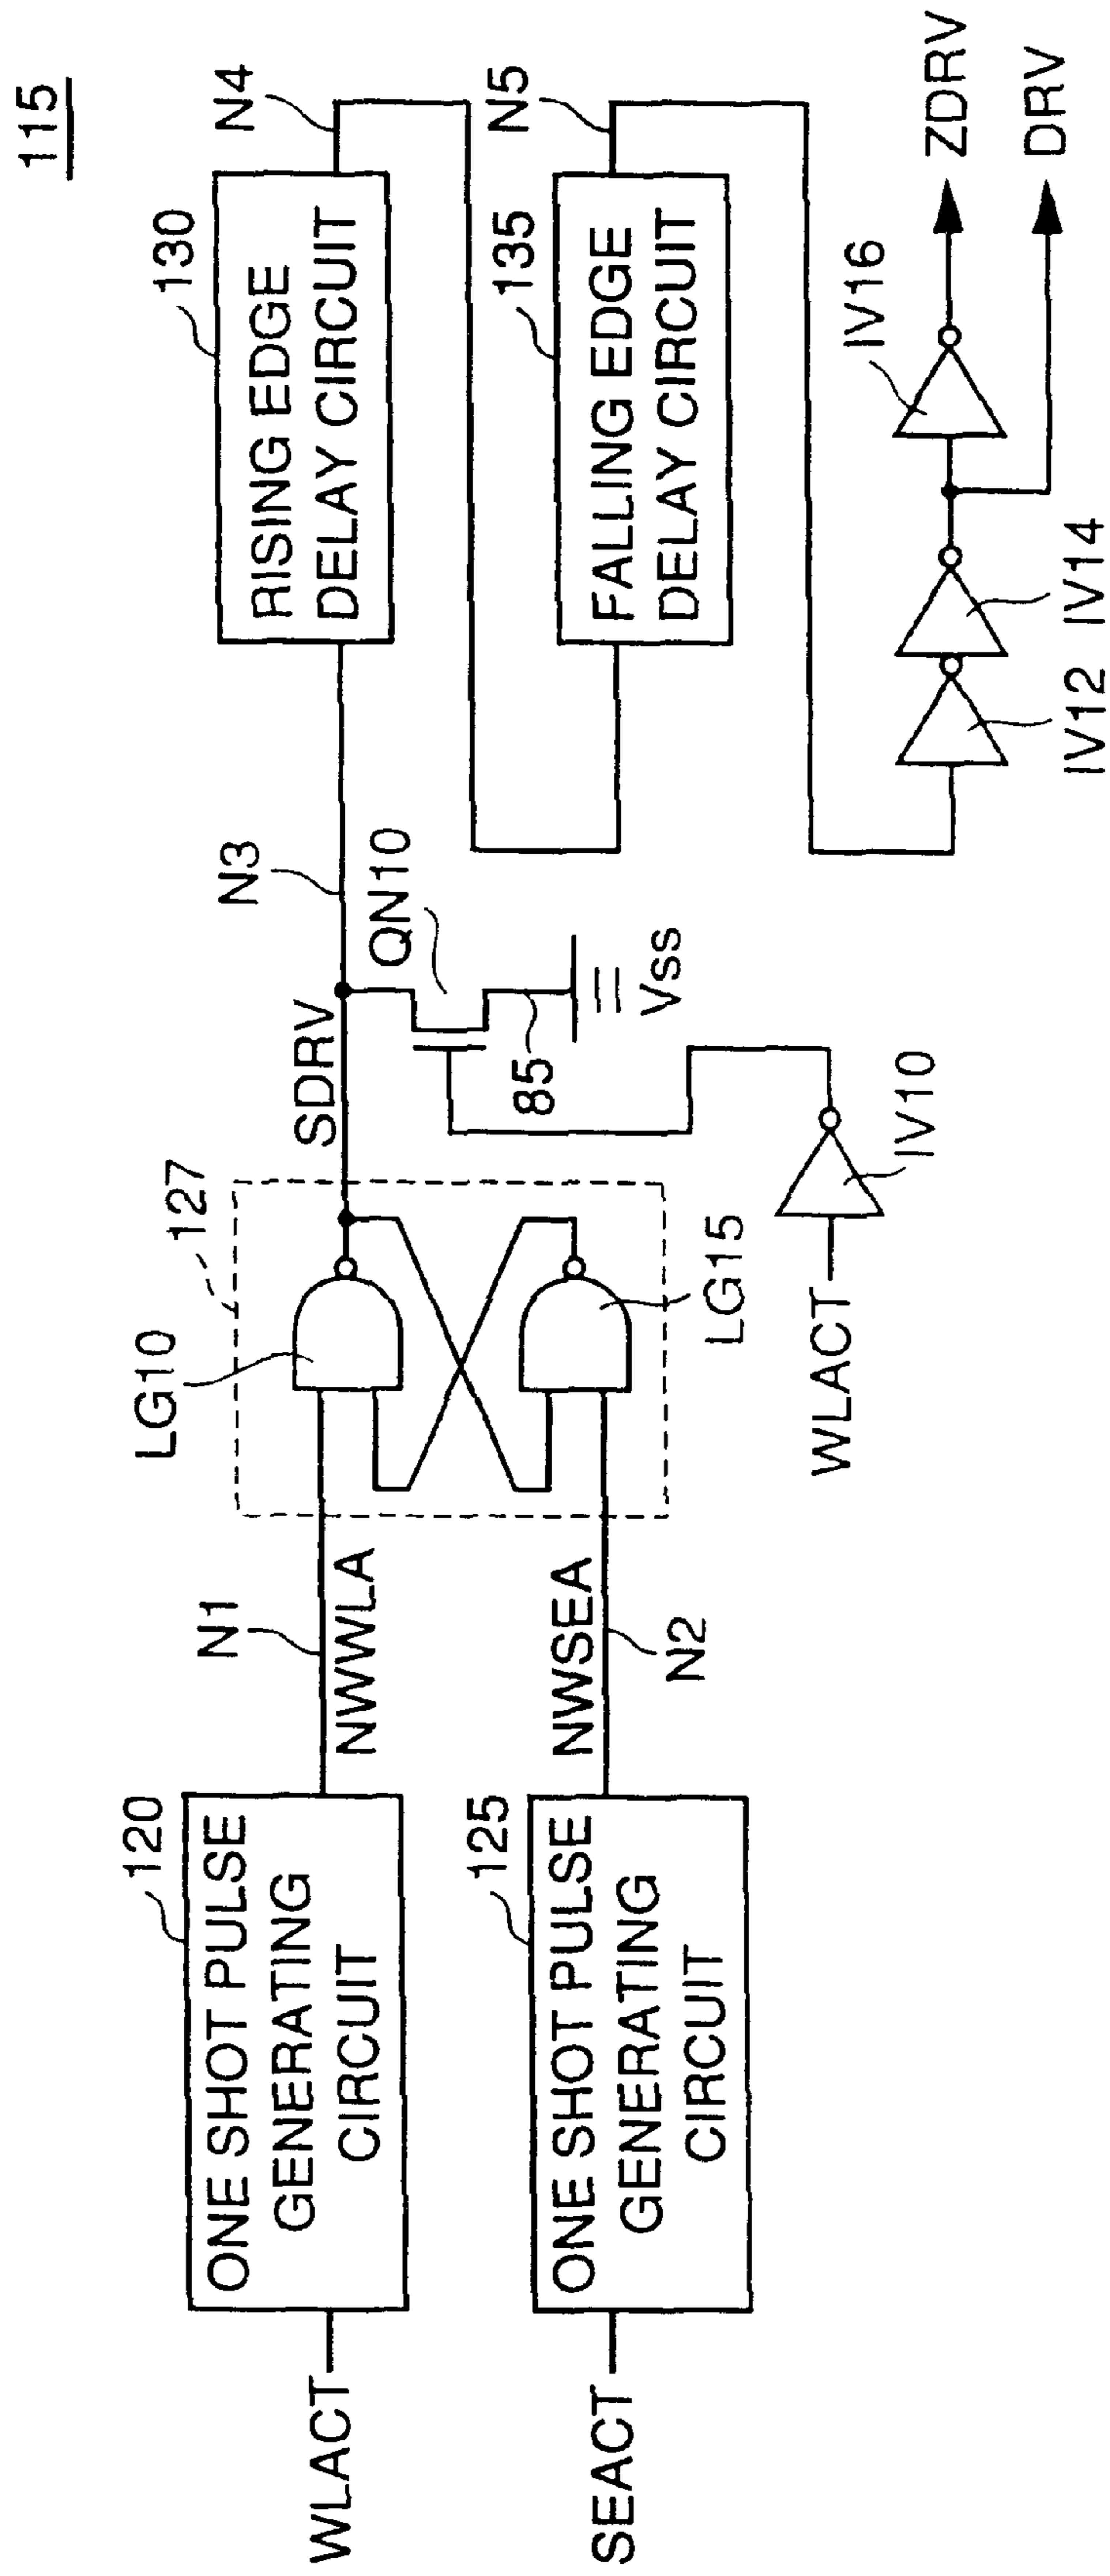 115
WLACT
120
ONE SHOT PULSE
GENERATING
CIRCUIT
N1
NWWLA
LG10
127
SDRV
N3
130
RISING EDGE
DELAY CIRCUIT
N4
SEACT
125
ONE SHOT PULSE
GENERATING
CIRCUIT
NWSEA
N2
LG15
QN10
85
Vss
135
FALLING EDGE
DELAY CIRCUIT
N5
WLACT
IV10
IV12
IV14
IV16
ZDRV
DRV